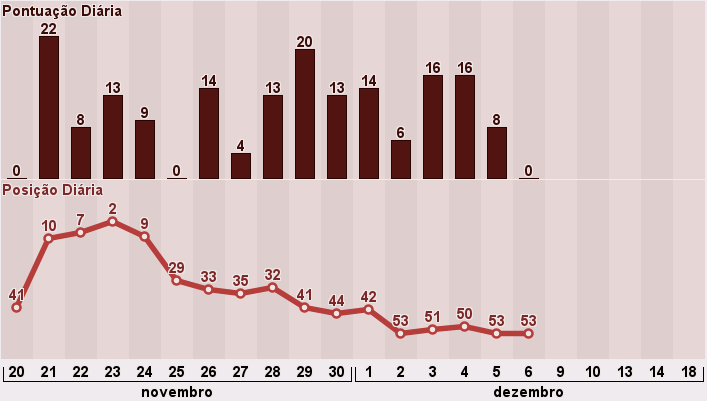 Pontuação Diária
0 22 8 13 9 0 14 4 13 20 13 14 6 16 16 8 0
Posição Diária
41 10 7 2 9 29 33 35 32 41 44 42 53 51 50 53 53
20 21 22 23 24 25 26 27 28 29 30 1 2 3 4 5 6 9 10 13 14 18
novembro dezembro